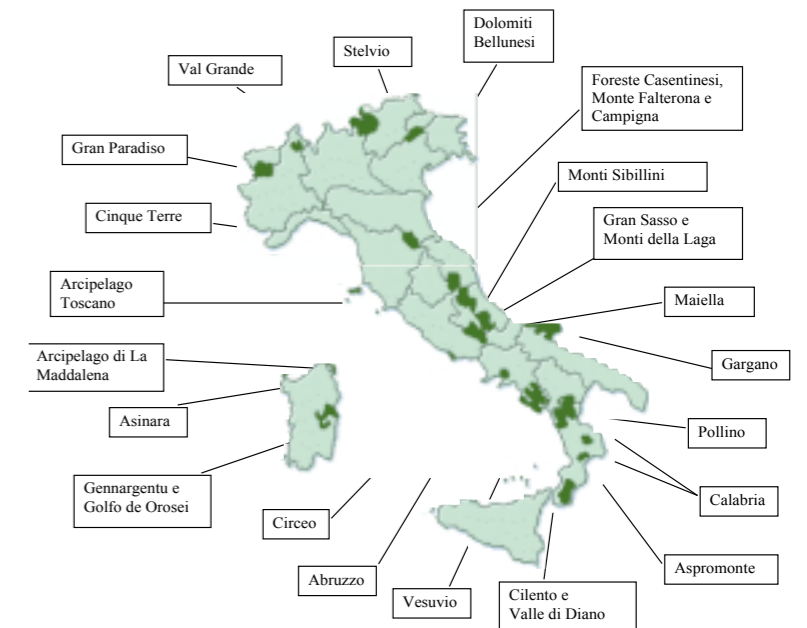 Dolomiti
Bellunesi
Stelvio
Val Grande
Foreste Casentinesi,
Monte Falterona e
Campigna
Gran Paradiso
Monti Sibillini
Cinque Terre
Gran Sasso e
Monti della Laga
Arcipelago
Toscano
Maiella
Arcipelago di La
Maddalena
Gargano
Asinara
Pollino
Gennargentu e
Golfo de Orosei
Calabria
Circeo
Aspromonte
Abruzzo
Vesuvio
Cilento e
Valle di Diano